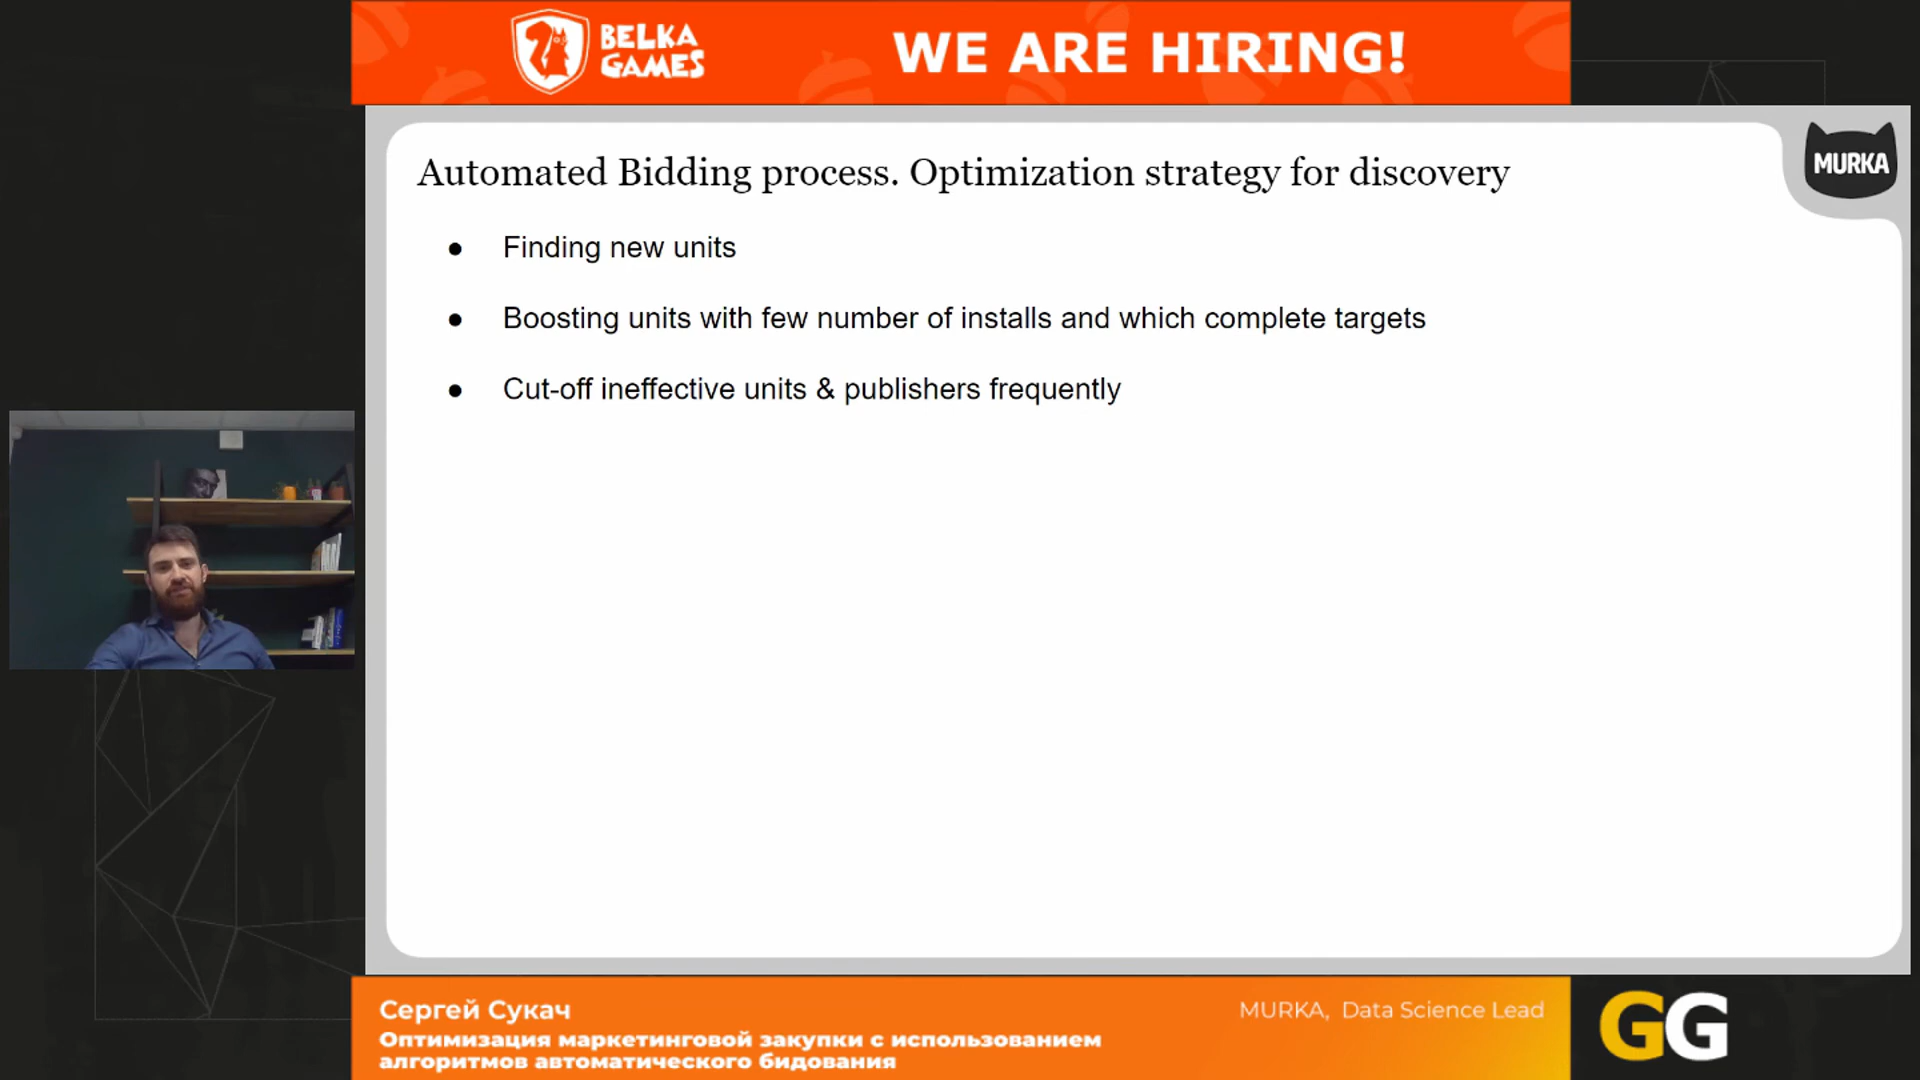 BELKA
GAMES
WE ARE HIRING!
MURKA
Automated Bidding process. Optimization strategy for discovery
● Finding new units
● Boosting units with few number of installs and which complete targets
● Cut-off ineffective units & publishers frequently
Сергей Сукач
MURKA, Data Science Lead
Оптимизация маркетинговой закупки с использованием
алгоритмов автоматического бидования
GG